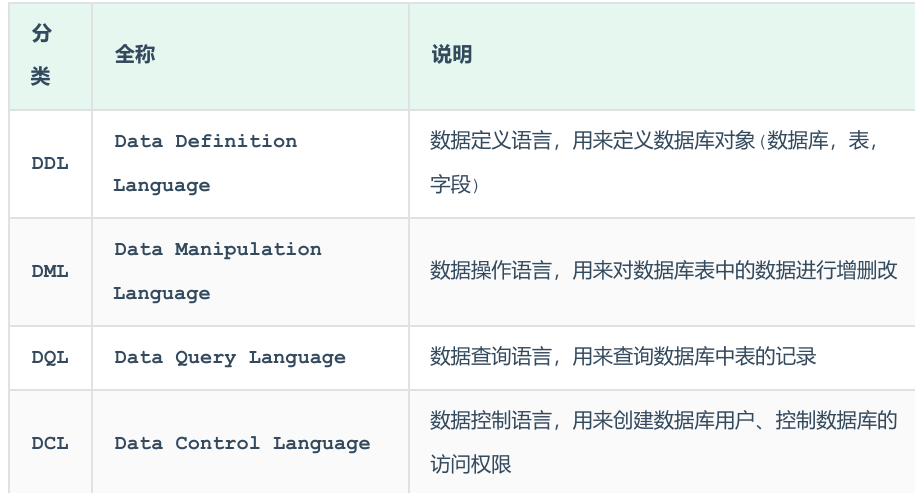 分
类
全称
说明
DDL
Data Definition
Language
数据定义语言，用来定义数据库对象(数据库，表，
字段)
DML
Data Manipulation
Language
数据操作语言，用来对数据库表中的数据进行增删改
DQL
Data Query Language
数据查询语言，用来查询数据库中表的记录
DCL
Data Control Language
数据控制语言，用来创建数据库用户、控制数据库的
访问权限